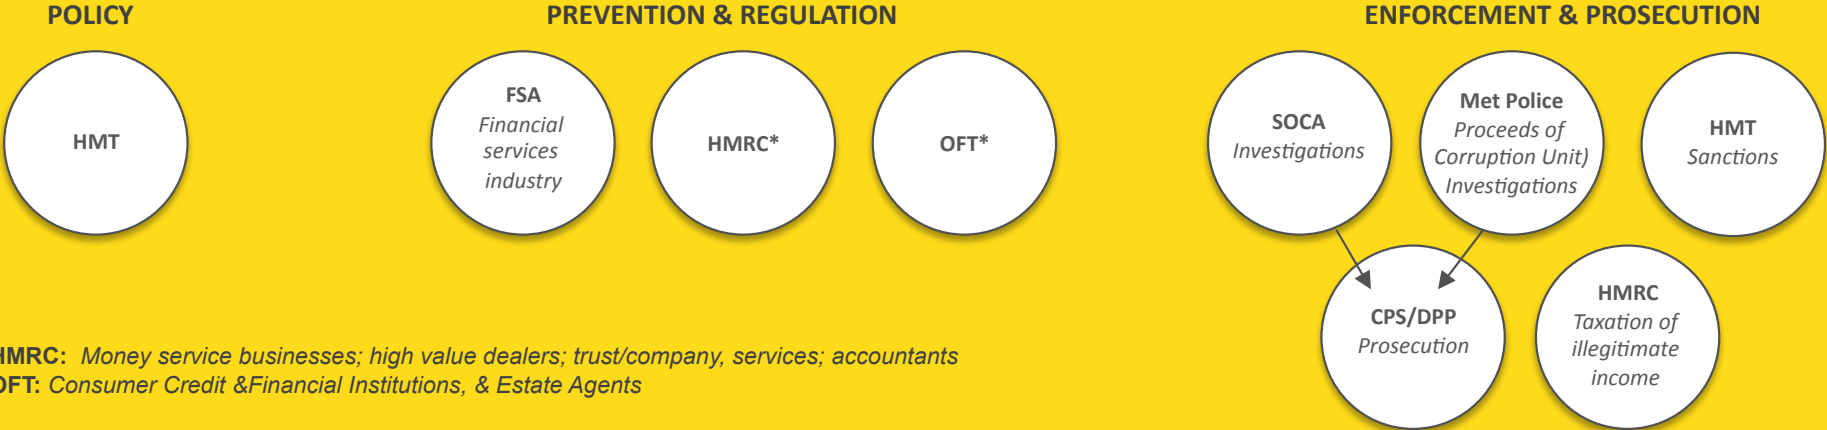 POLICY
PREVENTION & REGULATION
ENFORCEMENT & PROSECUTION
HMT
FSA
Financial
services
industry
HMRC*
OFT*
SOCA
Investigations
Met Police
Proceeds of
Corruption Unit)
Investigations
HMT
Sanctions
CPS/DPP
Prosecution
HMRC
Taxation of
illegitimate
income
HMRC: Money service businesses; high value dealers; trust/company, services; accountants
OFT: Consumer Credit &Financial Institutions, & Estate Agents